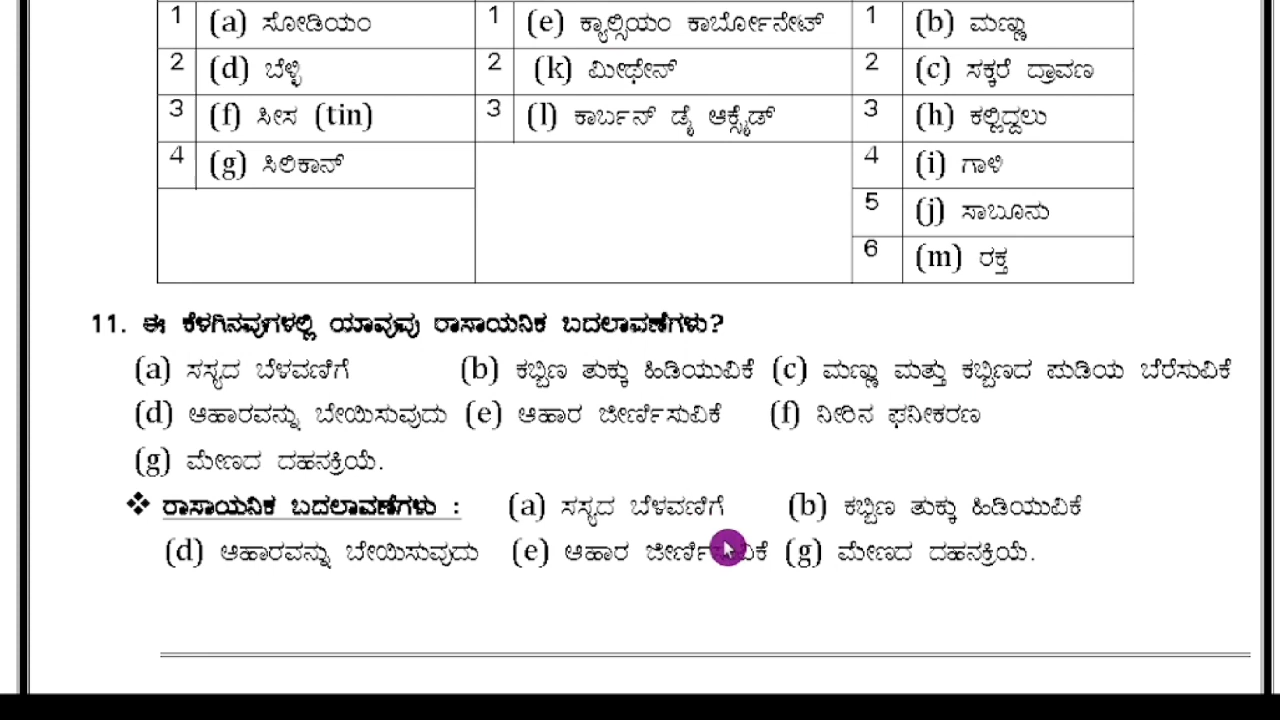 1 (a) ಸೋಡಿಯಂ 1 (e) ಕ್ಯಾಲ್ಸಿಯಂ ಕಾರ್ಬೋನೇಟ್ 1 (b) ಮಣ್ಣು
2 (d) ಬೆಳ್ಳಿ 2 (k) ಮೀಥೇನ್ 2 (c) ಸಕ್ಕರೆ ದ್ರಾವಣ
3 (f) ಸೀಸ (tin) 3 (l) ಕಾರ್ಬನ್ ಡೈ ಆಕ್ಸೈಡ್ 3 (h) ಕಲ್ಲಿದ್ದಲು
4 (g) ಸಿಲಿಕಾನ್ 4 (i) ಗಾಳಿ
5 (j) ಸಾಬೂನು
6 (m) ರಕ್ತ
11. ಈ ಕೆಳಗಿನವುಗಳಲ್ಲಿ ಯಾವುವು ರಾಸಾಯನಿಕ ಬದಲಾವಣೆಗಳು?
(a) ಸಸ್ಯದ ಬೆಳವಣಿಗೆ (b) ಕಬ್ಬಿಣ ತುಕ್ಕು ಹಿಡಿಯುವಿಕೆ (c) ಮಣ್ಣು ಮತ್ತು ಕಬ್ಬಿಣದ ಪುಡಿಯ ಬೆರೆಸುವಿಕೆ
(d) ಆಹಾರವನ್ನು ಬೇಯಿಸುವುದು (e) ಆಹಾರ ಜೀರ್ಣಿಸುವಿಕೆ (f) ನೀರಿನ ಘನೀಕರಣ
(g) ಮೇಣದ ದಹನಕ್ರಿಯೆ.
❖ ರಾಸಾಯನಿಕ ಬದಲಾವಣೆಗಳು : (a) ಸಸ್ಯದ ಬೆಳವಣಿಗೆ (b) ಕಬ್ಬಿಣ ತುಕ್ಕು ಹಿಡಿಯುವಿಕೆ
(d) ಆಹಾರವನ್ನು ಬೇಯಿಸುವುದು (e) ಆಹಾರ ಜೀರ್ಣಿಸುವಿಕೆ (g) ಮೇಣದ ದಹನಕ್ರಿಯೆ.